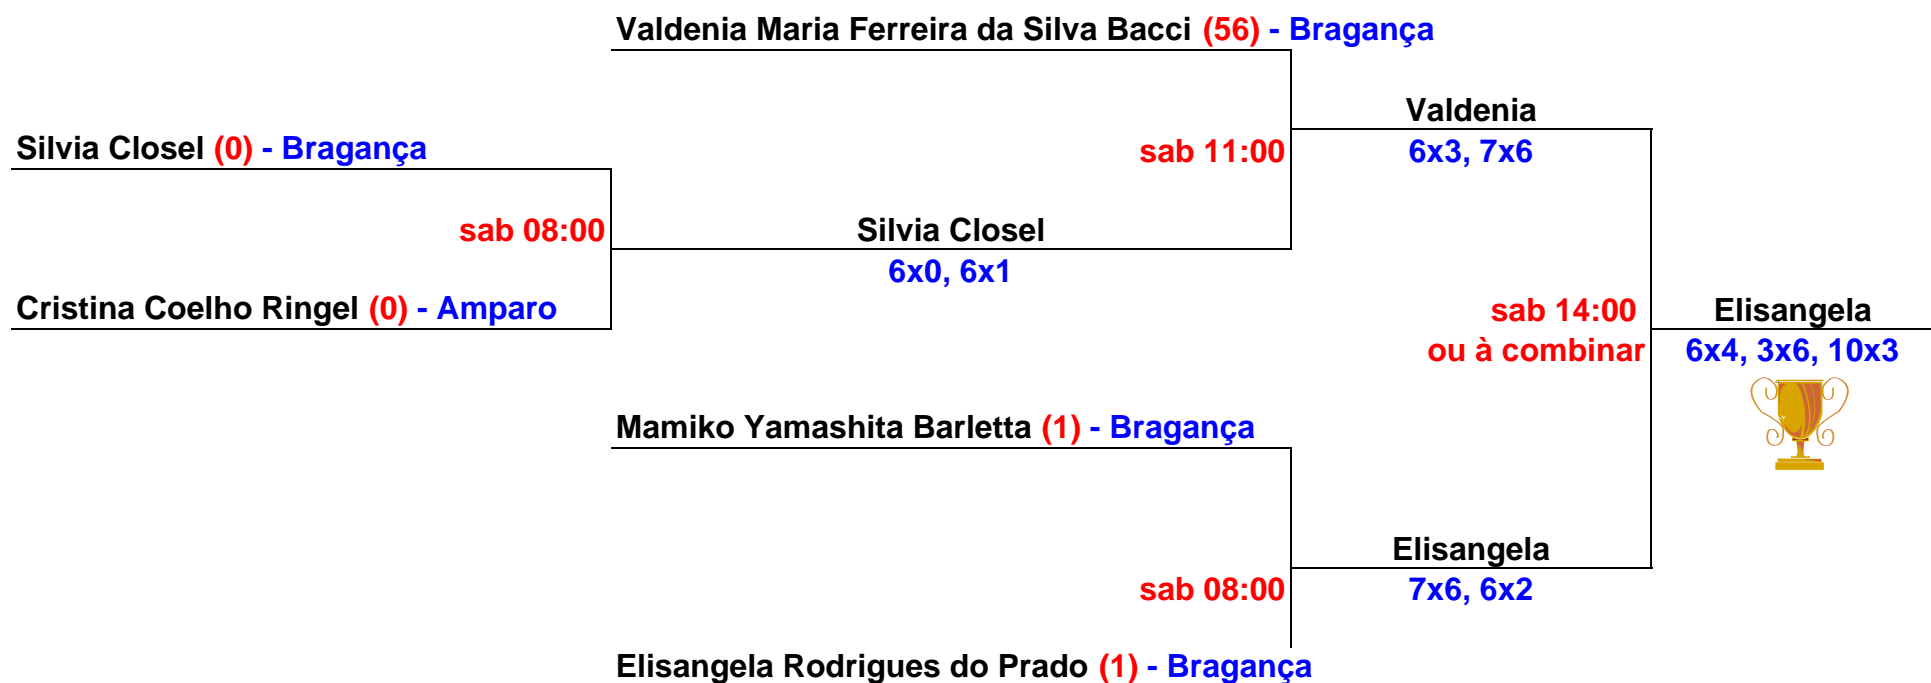 Valdenia Maria Ferreira da Silva Bacci (56) - Bragança
Valdenia
Silvia Closel (0) - Bragança
sab 11:00
6x3, 7x6
sab 08:00
Silvia Closel
6x0, 6x1
Cristina Coelho Ringel (0) - Amparo
sab 14:00
Elisangela
ou à combinar
6x4, 3x6, 10x3
Mamiko Yamashita Barletta (1) - Bragança
Elisangela
sab 08:00
7x6, 6x2
Elisangela Rodrigues do Prado (1) - Bragança